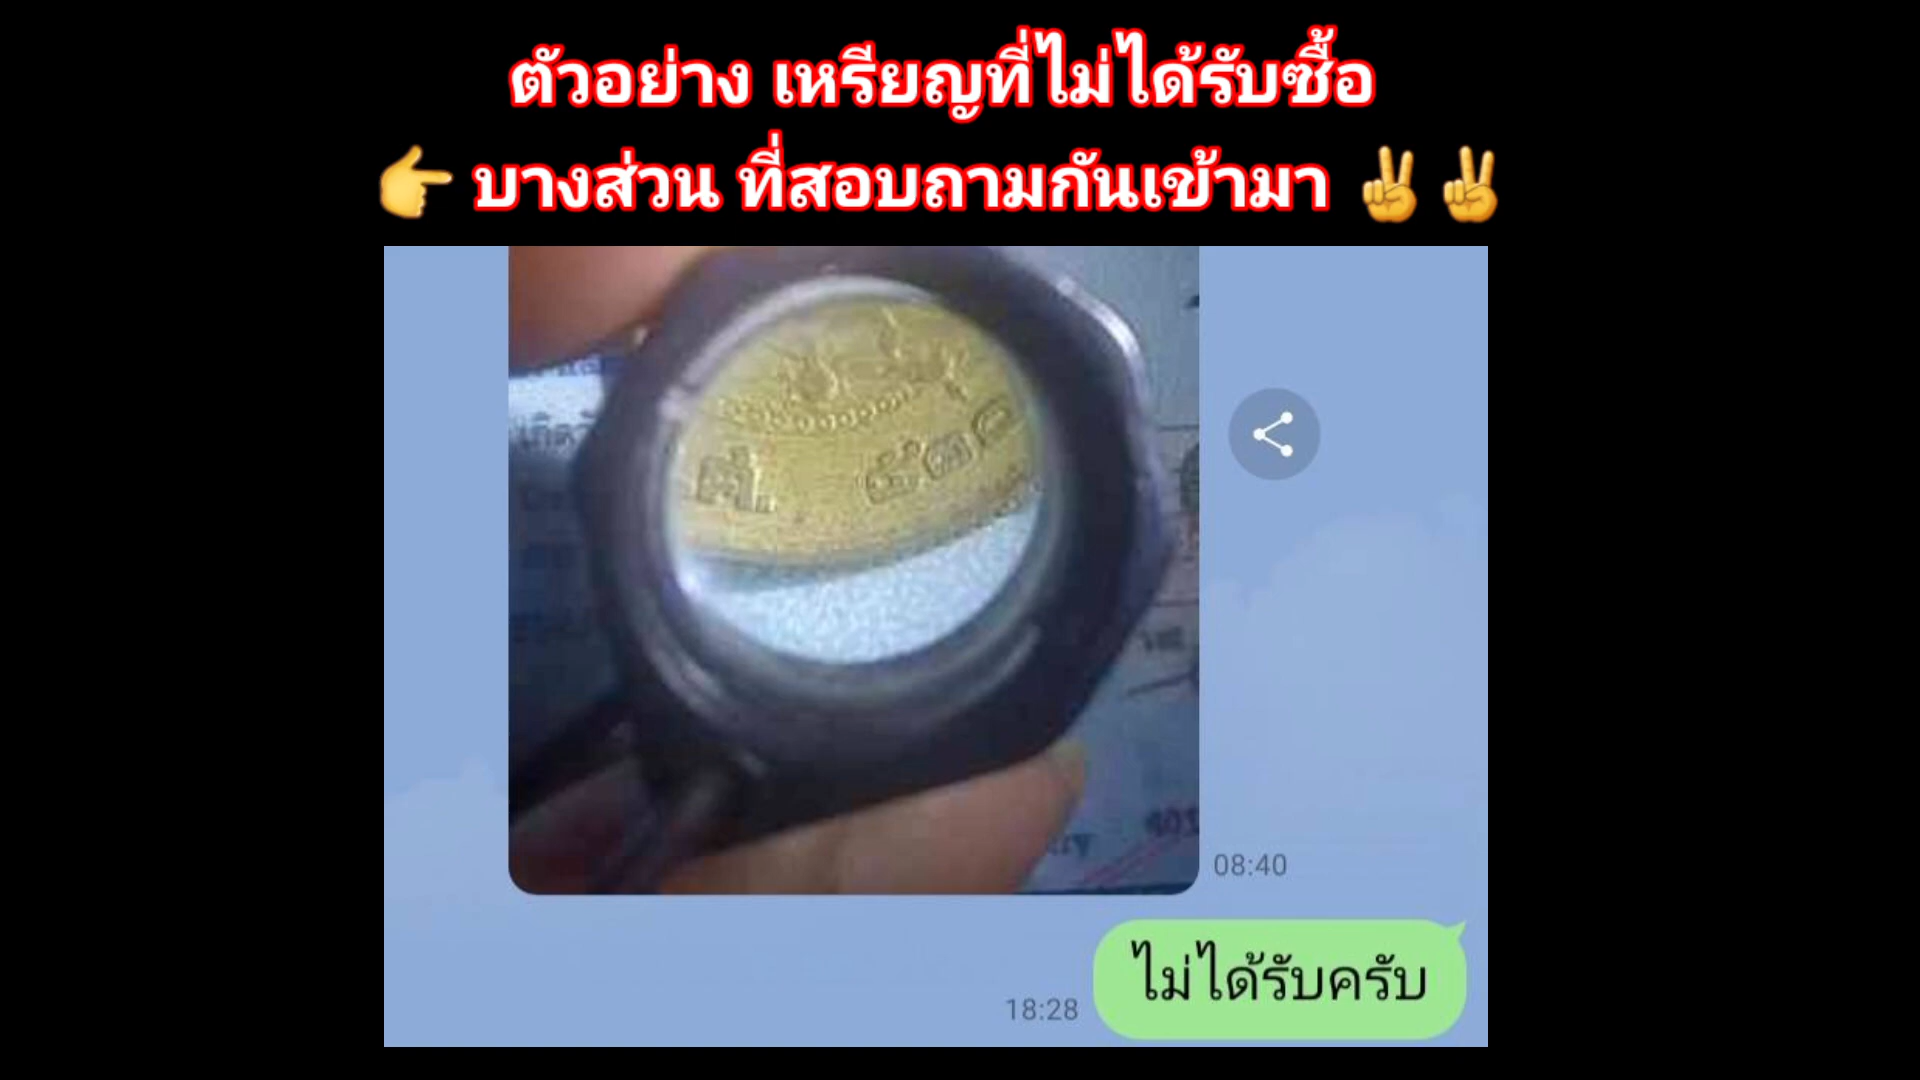 ตัวอย่าง เหรียญที่ไม่ได้รับซื้อ
👉 บางส่วน ที่สอบถามกันเข้ามา ✌️✌️
08:40
ไม่ได้รับครับ
18:28